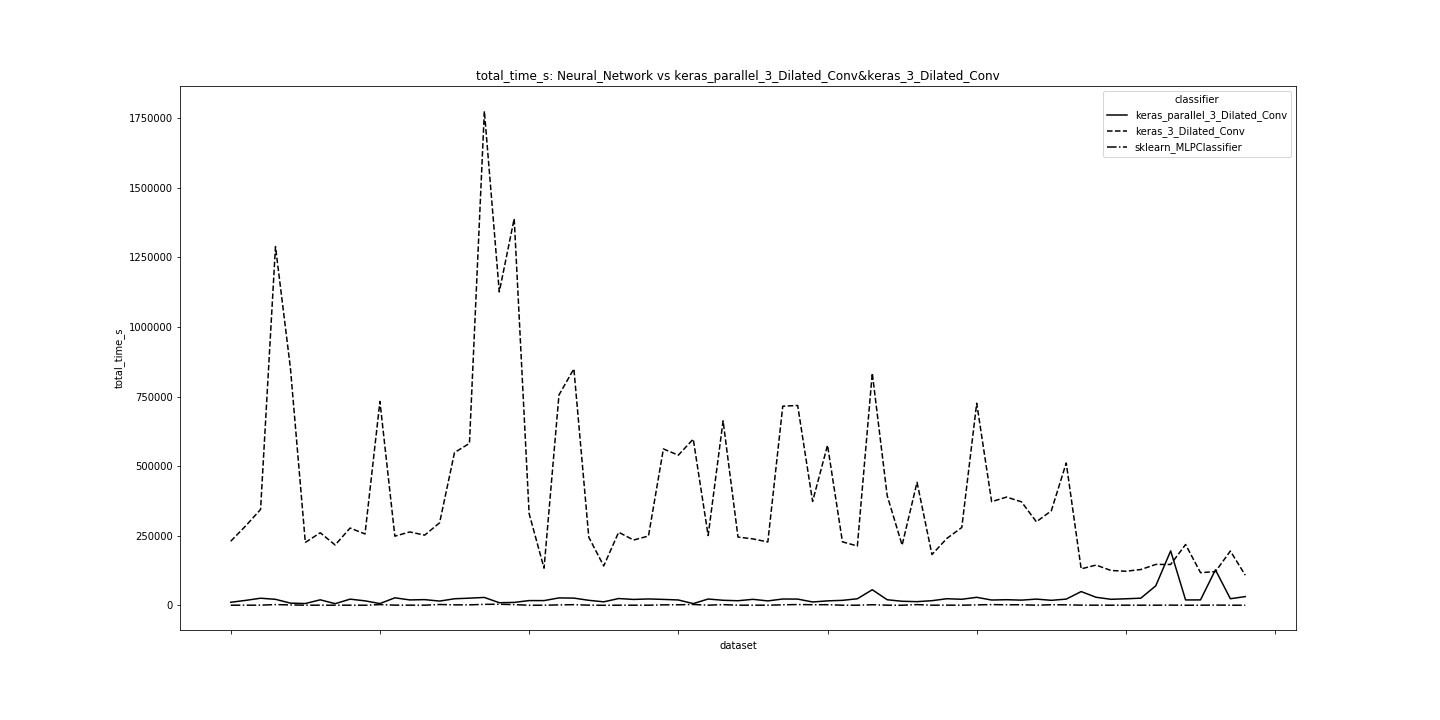 total_time_s: Neural_Network vs keras_parallel_3_Dilated_Conv&keras_3_Dilated_Conv
classifier
keras_parallel_3_Dilated_Conv
keras_3_Dilated_Conv
sklearn_MLPClassifier
1750000
1500000
1250000
1000000
750000
500000
250000
0
total_time_s
dataset